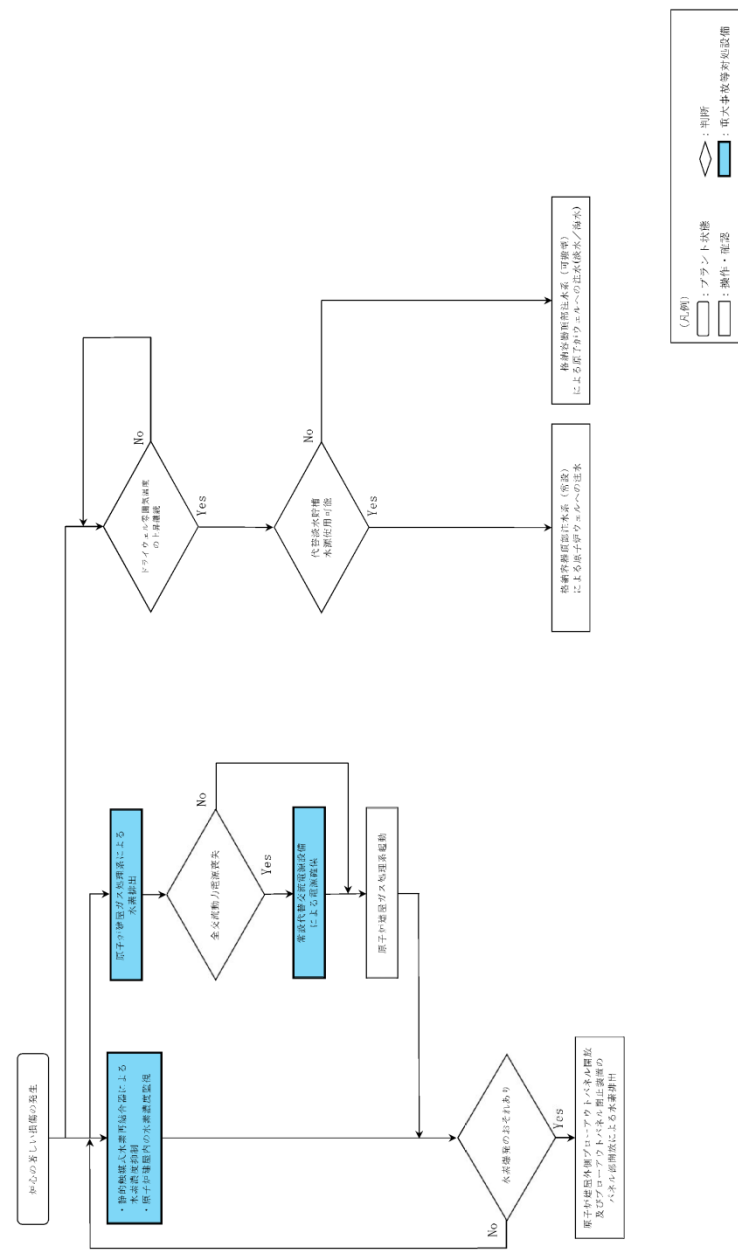 炉心の著しい損傷の発生
・静的触媒式水素再結合器による
水素濃度抑制
・原子炉建屋内の水素濃度監視
原子炉建屋ガス処理系による
水素排出
全交流動力電源喪失
No
Yes
常設代替交流電源設備
による電源確保
原子炉建屋ガス処理系起動
水素爆発のおそれあり
No
Yes
原子炉建屋外側ブローアウトパネル開放
及びブローアウトパネル閉止装置の
パネル部開放による水素排出
ドライウェル雰囲気温度
の上昇継続
No
Yes
代替淡水貯槽
水源使用可能
No
Yes
格納容器頂部注水系（常設）
による原子炉ウェルへの注水
格納容器頂部注水系（可搬型）
による原子炉ウェルへの注水(淡水／海水)
(凡例)
：プラント状態
：操作・確認
：判断
：重大事故等対処設備